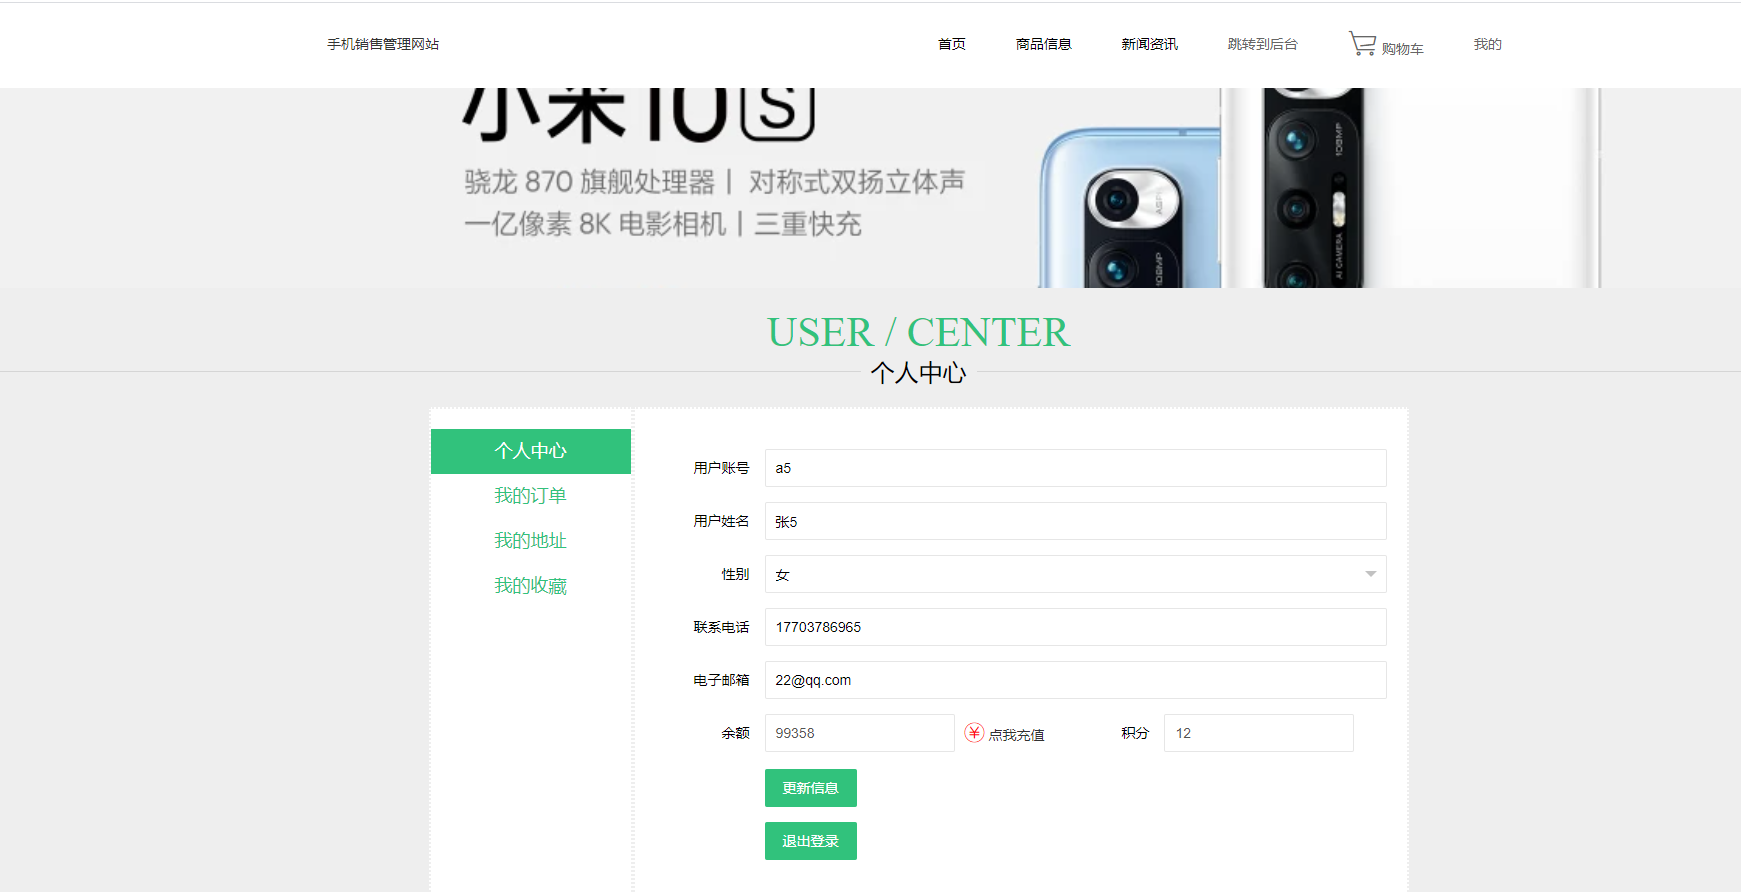 手机销售管理网站 首页 商品信息 新闻资讯 跳转到后台 购物车 我的
小米10S
骁龙 870 旗舰处理器丨 对称式双扬立体声
一亿像素 8K 电影相机丨三重快充
108MP
AI CAMERA
108MP
USER / CENTER
个人中心
个人中心
我的订单
我的地址
我的收藏
用户账号 a5
用户姓名 张5
性别 女
联系电话 17703786965
电子邮箱 22@qq.com
余额 99358 点我充值 积分 12
更新信息
退出登录